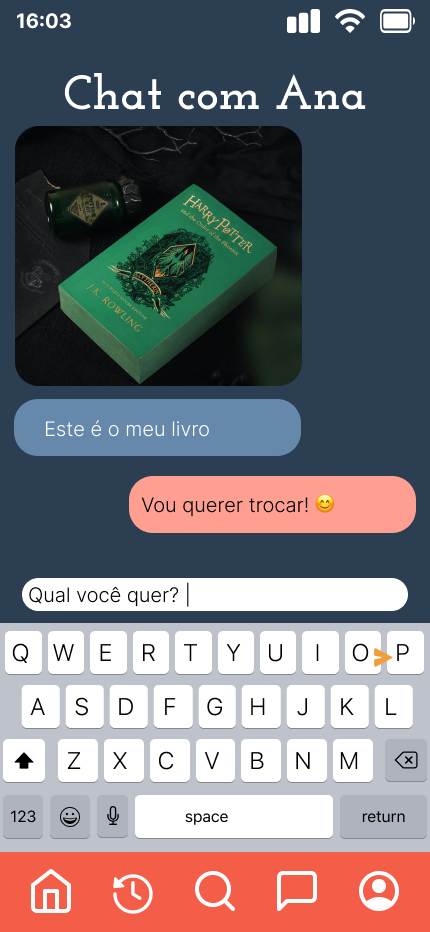 16:03
Chat com Ana
HARRY POTTER
and the Order of the Phoenix
SLYTHERIN
J.K. ROWLING
Este é o meu livro
Vou querer trocar! 😊
Qual você quer? |
Q W E R T Y U I O P
A S D F G H J K L
Z X C V B N M
123 space return